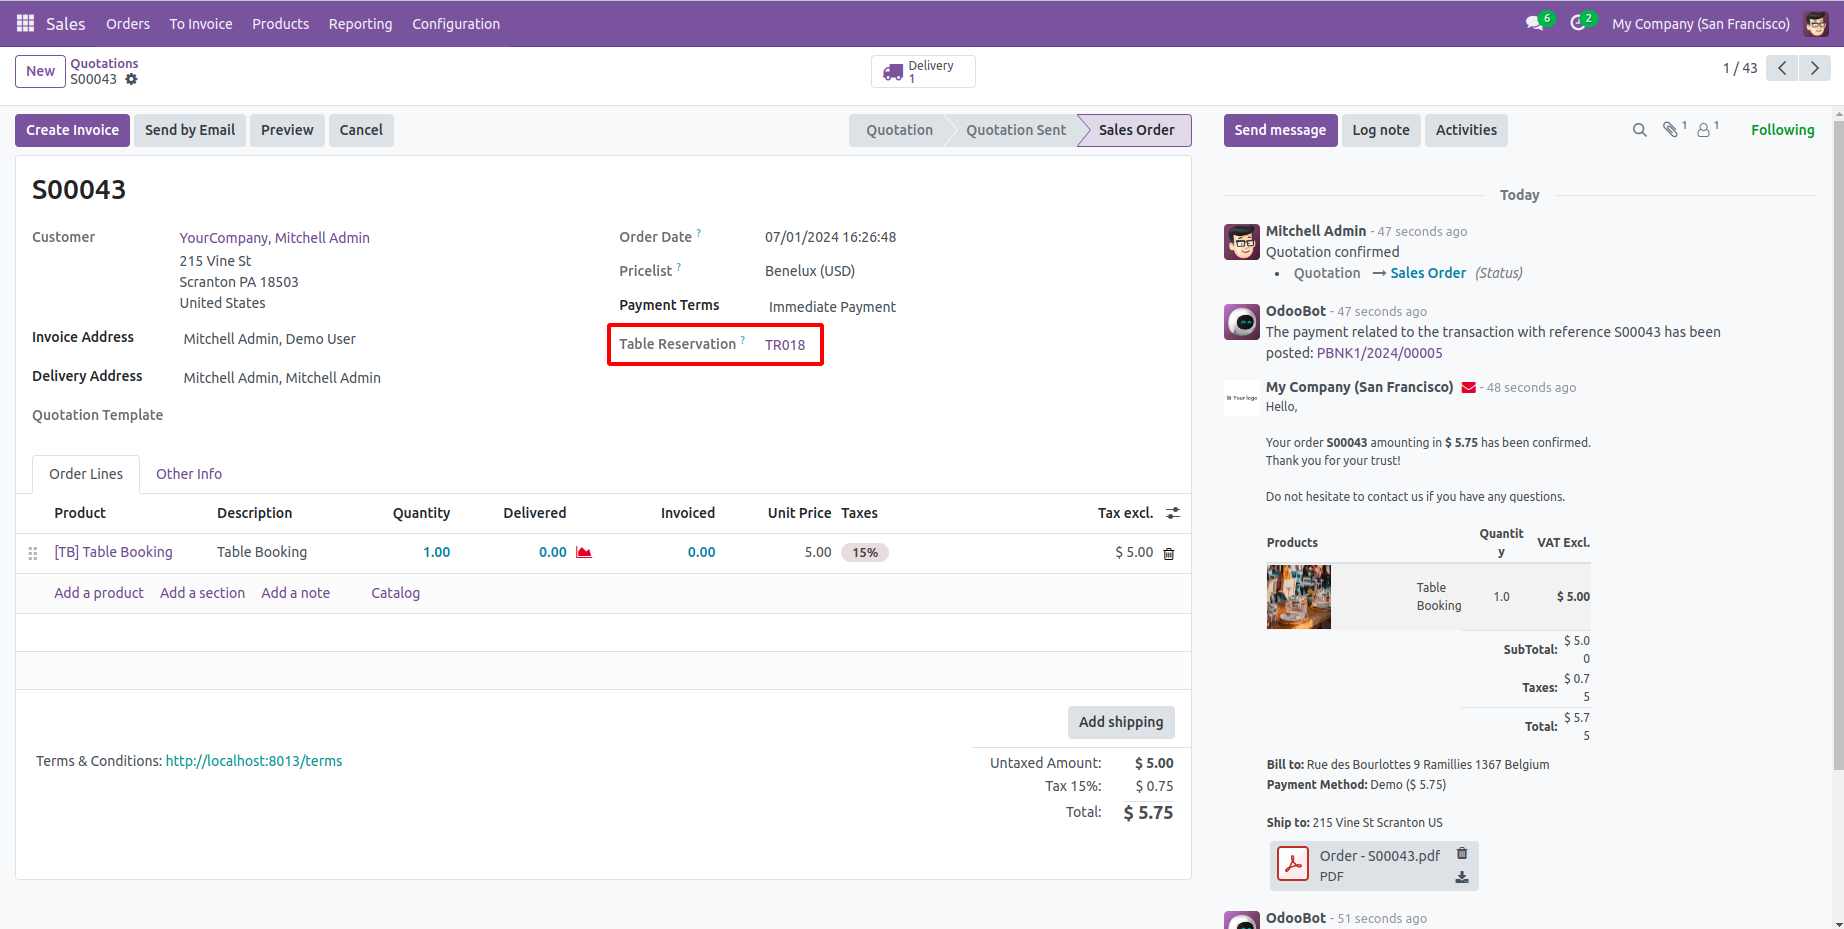 Sales Orders To Invoice Products Reporting Configuration 6 2 My Company (San Francisco)
New Quotations
S00043
Delivery
1
1 / 43
Create Invoice Send by Email Preview Cancel Quotation Quotation Sent Sales Order
Send message Log note Activities 1 1 Following
S00043
Customer YourCompany, Mitchell Admin
215 Vine St
Scranton PA 18503
United States
Invoice Address Mitchell Admin, Demo User
Delivery Address Mitchell Admin, Mitchell Admin
Quotation Template
Order Date ? 07/01/2024 16:26:48
Pricelist ? Benelux (USD)
Payment Terms Immediate Payment
Table Reservation ? TR018
Order Lines Other Info
Product Description Quantity Delivered Invoiced Unit Price Taxes Tax excl.
[TB] Table Booking Table Booking 1.00 0.00 0.00 5.00 15% $ 5.00
Add a product Add a section Add a note Catalog
Add shipping
Terms & Conditions: http://localhost:8013/terms
Untaxed Amount: $ 5.00
Tax 15%: $ 0.75
Total: $ 5.75
Today
Mitchell Admin - 47 seconds ago
Quotation confirmed
• Quotation → Sales Order (Status)
OdooBot - 47 seconds ago
The payment related to the transaction with reference S00043 has been
posted: PBNK1/2024/00005
Your logo
My Company (San Francisco) - 48 seconds ago
Hello,
Your order S00043 amounting in $ 5.75 has been confirmed.
Thank you for your trust!
Do not hesitate to contact us if you have any questions.
Products Quantit
y VAT Excl.
Table
Booking 1.0 $ 5.00
SubTotal: $ 5.0
0
Taxes: $ 0.7
5
Total: $ 5.7
5
Bill to: Rue des Bourlottes 9 Ramillies 1367 Belgium
Payment Method: Demo ($ 5.75)
Ship to: 215 Vine St Scranton US
Order - S00043.pdf
PDF
OdooBot - 51 seconds ago